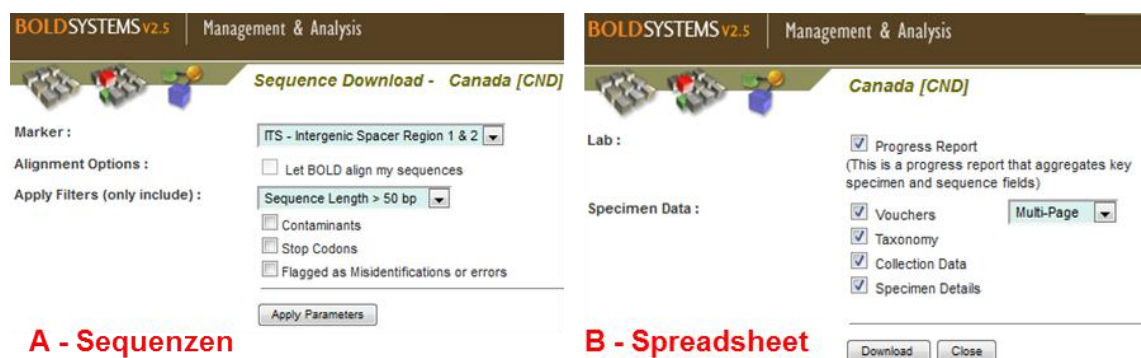 BOLDSYSTEMS V2.5 | Management & Analysis
Sequence Download - Canada [CND]
Marker :
ITS - Intergenic Spacer Region 1 & 2
Alignment Options :
Let BOLD align my sequences
Apply Filters (only include) :
Sequence Length > 50 bp
Contaminants
Stop Codons
Flagged as Misidentifications or errors
Apply Parameters
A - Sequenzen
BOLDSYSTEMS V2.5 | Management & Analysis
Canada [CND]
Lab :
Progress Report
(This is a progress report that aggregates key
specimen and sequence fields)
Specimen Data :
Vouchers
Multi-Page
Taxonomy
Collection Data
Specimen Details
Download
Close
B - Spreadsheet